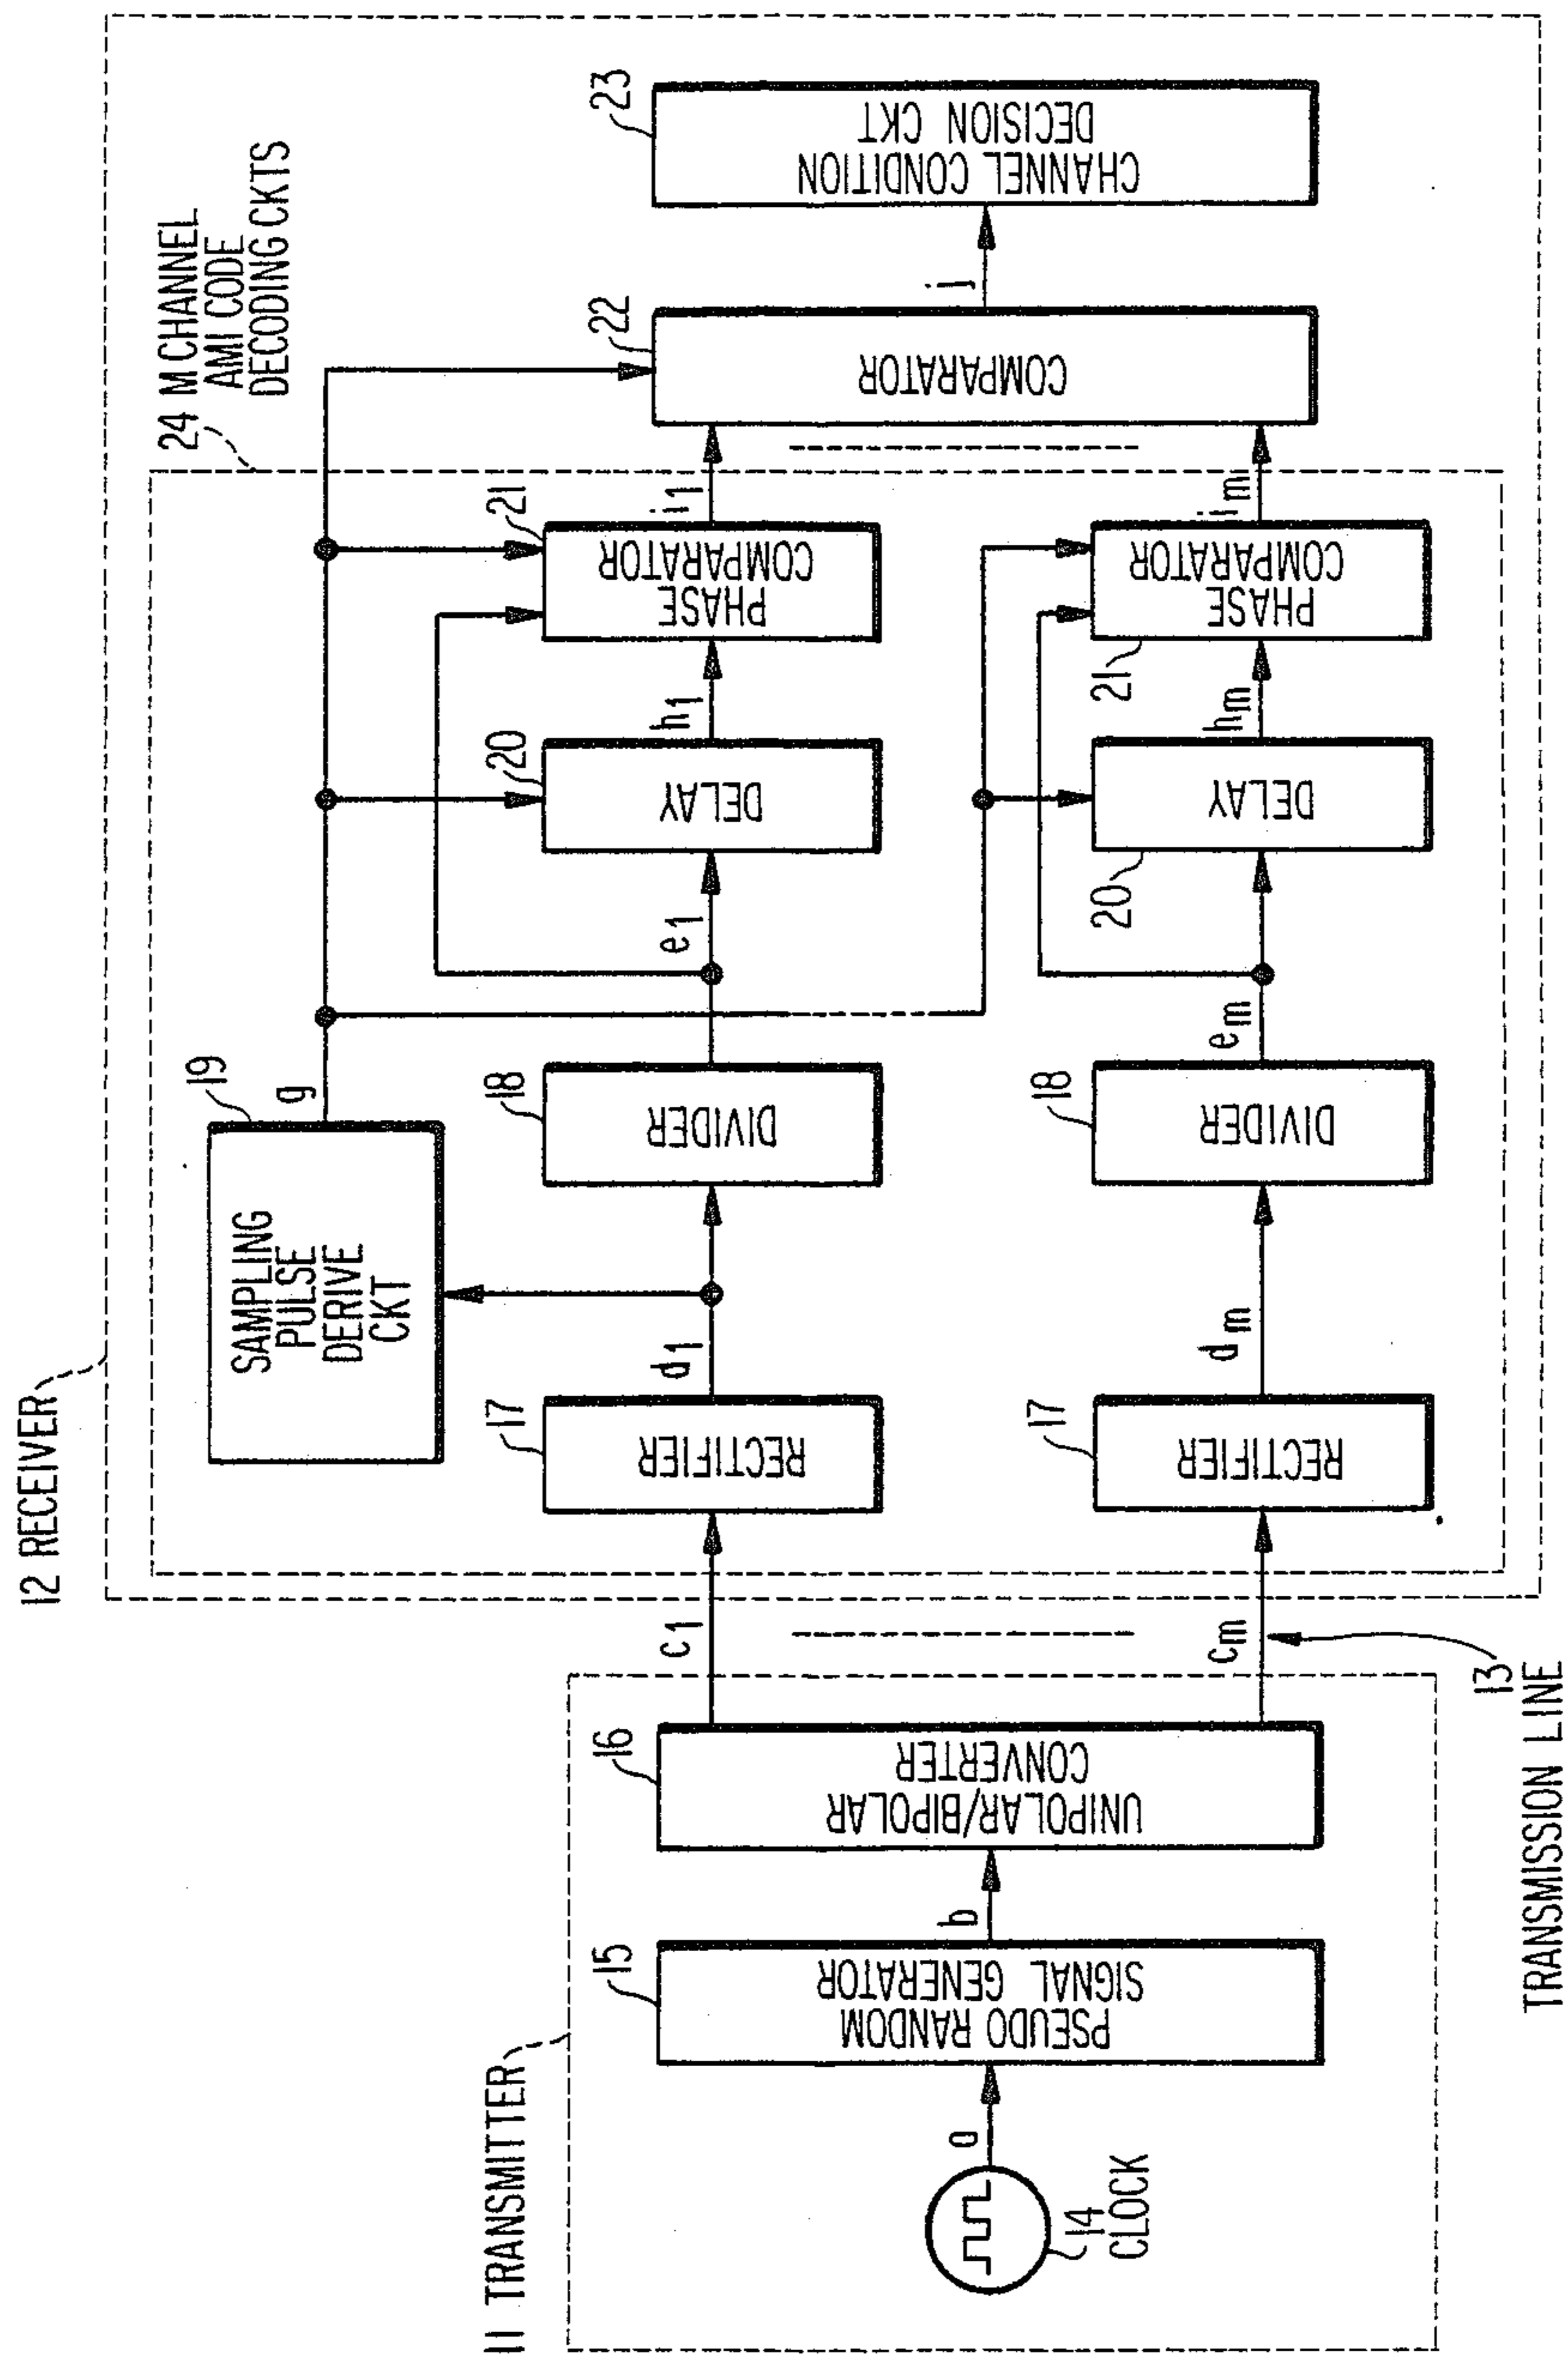 11 TRANSMITTER
14
CLOCK
a
15
PSEUDO RANDOM
SIGNAL GENERATOR
b
16
UNIPOLAR/BIPOLAR
CONVERTER
c1
cm
13
TRANSMISSION LINE
12 RECEIVER
24 M CHANNEL
AMI CODE
DECODING CKTS
17
RECTIFIER
d1
19
SAMPLING
PULSE
DERIVE
CKT
g
18
DIVIDER
e1
20
DELAY
h1
21
PHASE
COMPARATOR
i1
17
RECTIFIER
dm
18
DIVIDER
em
20
DELAY
hm
21
PHASE
COMPARATOR
im
22
COMPARATOR
j
23
CHANNEL CONDITION
DECISION CKT